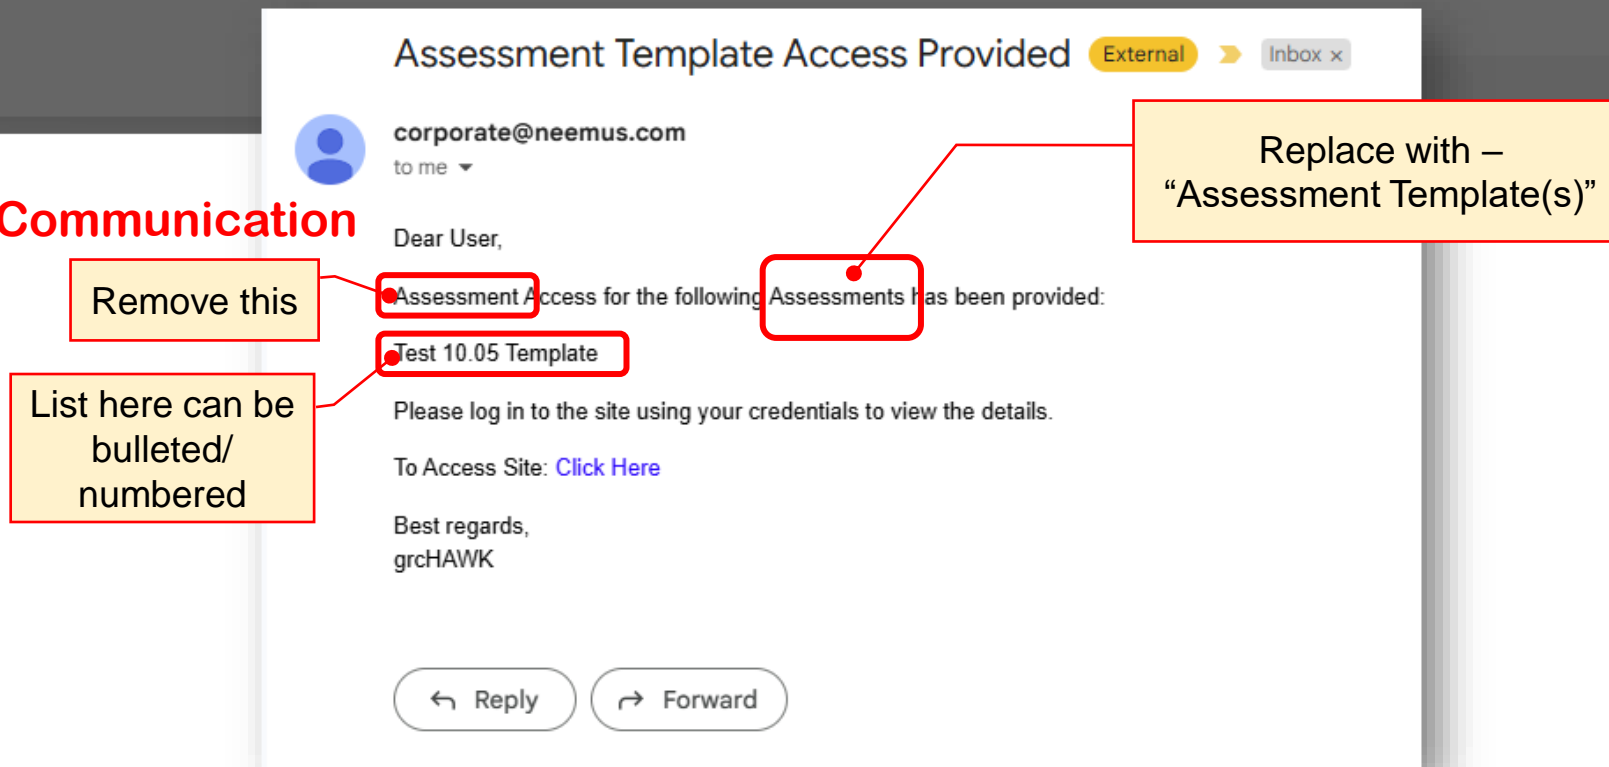 Assessment Template Access Provided External Inbox ×
corporate@neemus.com
to me
Replace with –
“Assessment Template(s)”
Communication
Dear User,
Remove this
Assessment Access for the following Assessments has been provided:
Test 10.05 Template
List here can be
bulleted/
numbered
Please log in to the site using your credentials to view the details.
To Access Site: Click Here
Best regards,
grcHAWK
Reply Forward